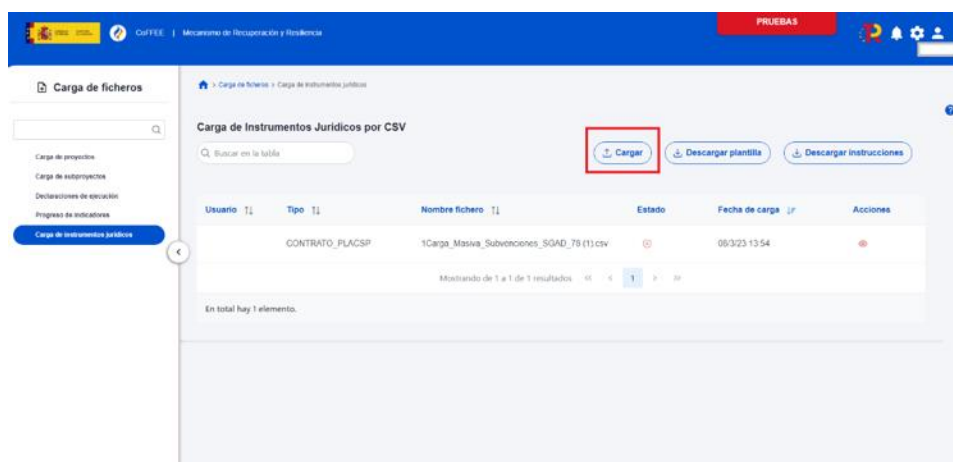 PRUEBAS
CoFFEE | Mecanismo de Recuperación y Resiliencia
Carga de ficheros
> Carga de ficheros > Carga de instrumentos jurídicos
Carga de Instrumentos Jurídicos por CSV
Buscar en la tabla
Cargar
Descargar plantilla
Descargar instrucciones
Carga de proyectos
Carga de subproyectos
Declaraciones de ejecución
Progreso de indicadores
Carga de instrumentos jurídicos
Usuario Tipo Nombre fichero Estado Fecha de carga Acciones
CONTRATO_PLACSP 1Carga_Masiva_Subvenciones_SGAD_78 (1).csv 06/3/23 13:54
Mostrando de 1 a 1 de 1 resultados « < 1 > »
En total hay 1 elemento.